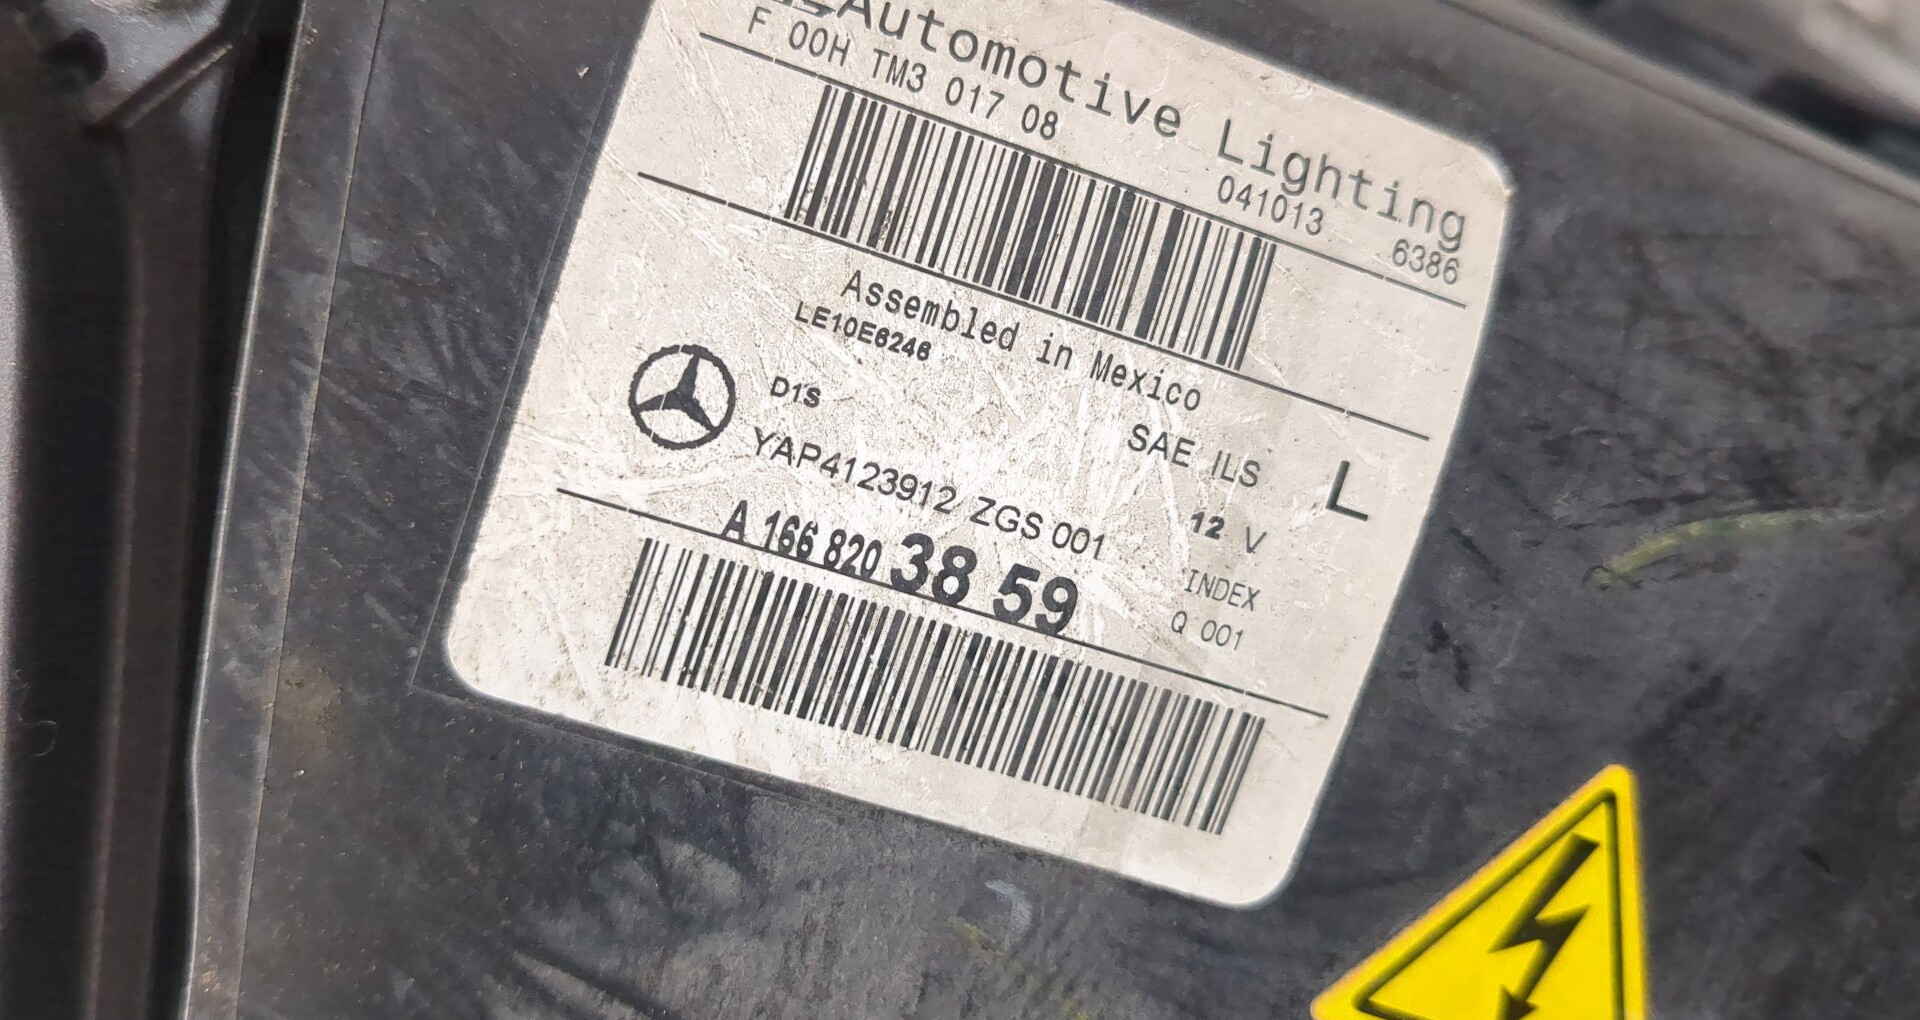 Automotive Lighting
F 00H TM3 017 08
041013 6386
Assembled in Mexico
LE10E6246
D1S
SAE ILS
L
YAP4123912 ZGS 001
12 V
A 166 820 38 59
INDEX
Q 001